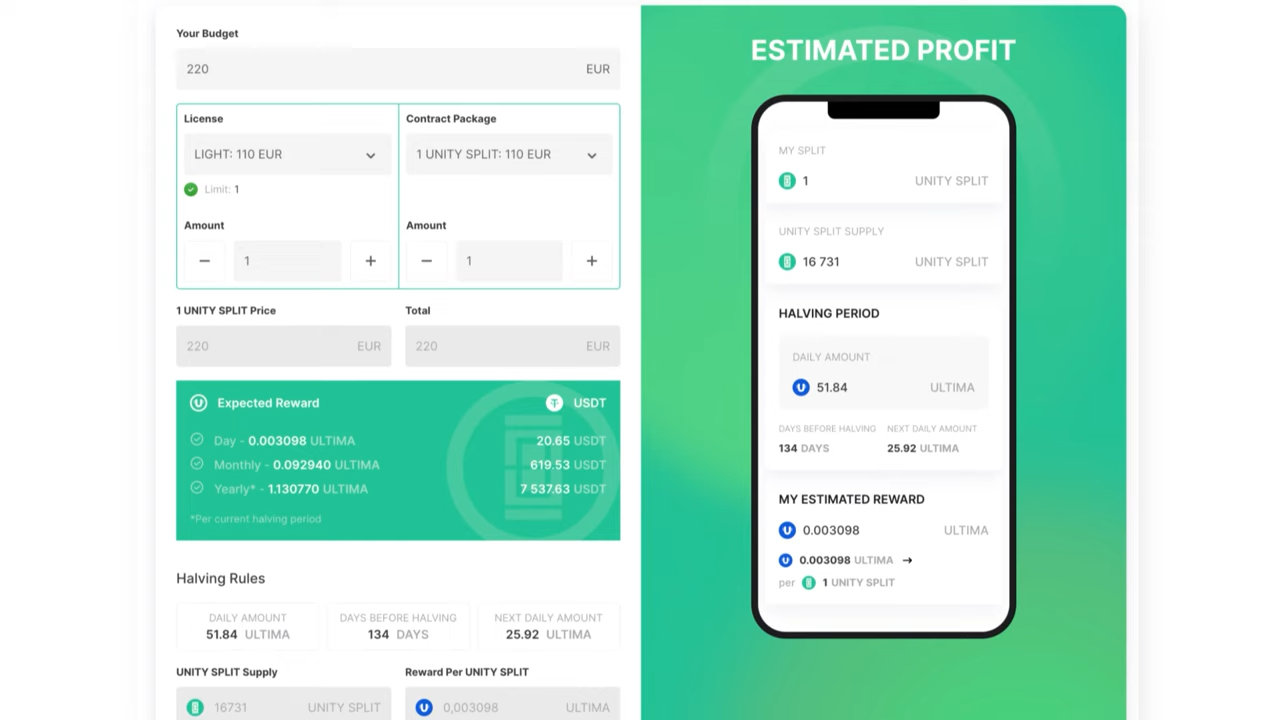 Your Budget
220 EUR
License
LIGHT: 110 EUR
Limit: 1
Amount
− 1 +
Contract Package
1 UNITY SPLIT: 110 EUR
Amount
− 1 +
1 UNITY SPLIT Price
220 EUR
Total
220 EUR
Expected Reward USDT
Day - 0.003098 ULTIMA 20.65 USDT
Monthly - 0.092940 ULTIMA 619.53 USDT
Yearly* - 1.130770 ULTIMA 7 537.63 USDT
*Per current halving period
Halving Rules
DAILY AMOUNT
51.84 ULTIMA
DAYS BEFORE HALVING
134 DAYS
NEXT DAILY AMOUNT
25.92 ULTIMA
UNITY SPLIT Supply
16731 UNITY SPLIT
Reward Per UNITY SPLIT
0,003098 ULTIMA
ESTIMATED PROFIT
MY SPLIT
1 UNITY SPLIT
UNITY SPLIT SUPPLY
16 731 UNITY SPLIT
HALVING PERIOD
DAILY AMOUNT
51.84 ULTIMA
DAYS BEFORE HALVING
134 DAYS
NEXT DAILY AMOUNT
25.92 ULTIMA
MY ESTIMATED REWARD
0.003098 ULTIMA
0.003098 ULTIMA →
per 1 UNITY SPLIT